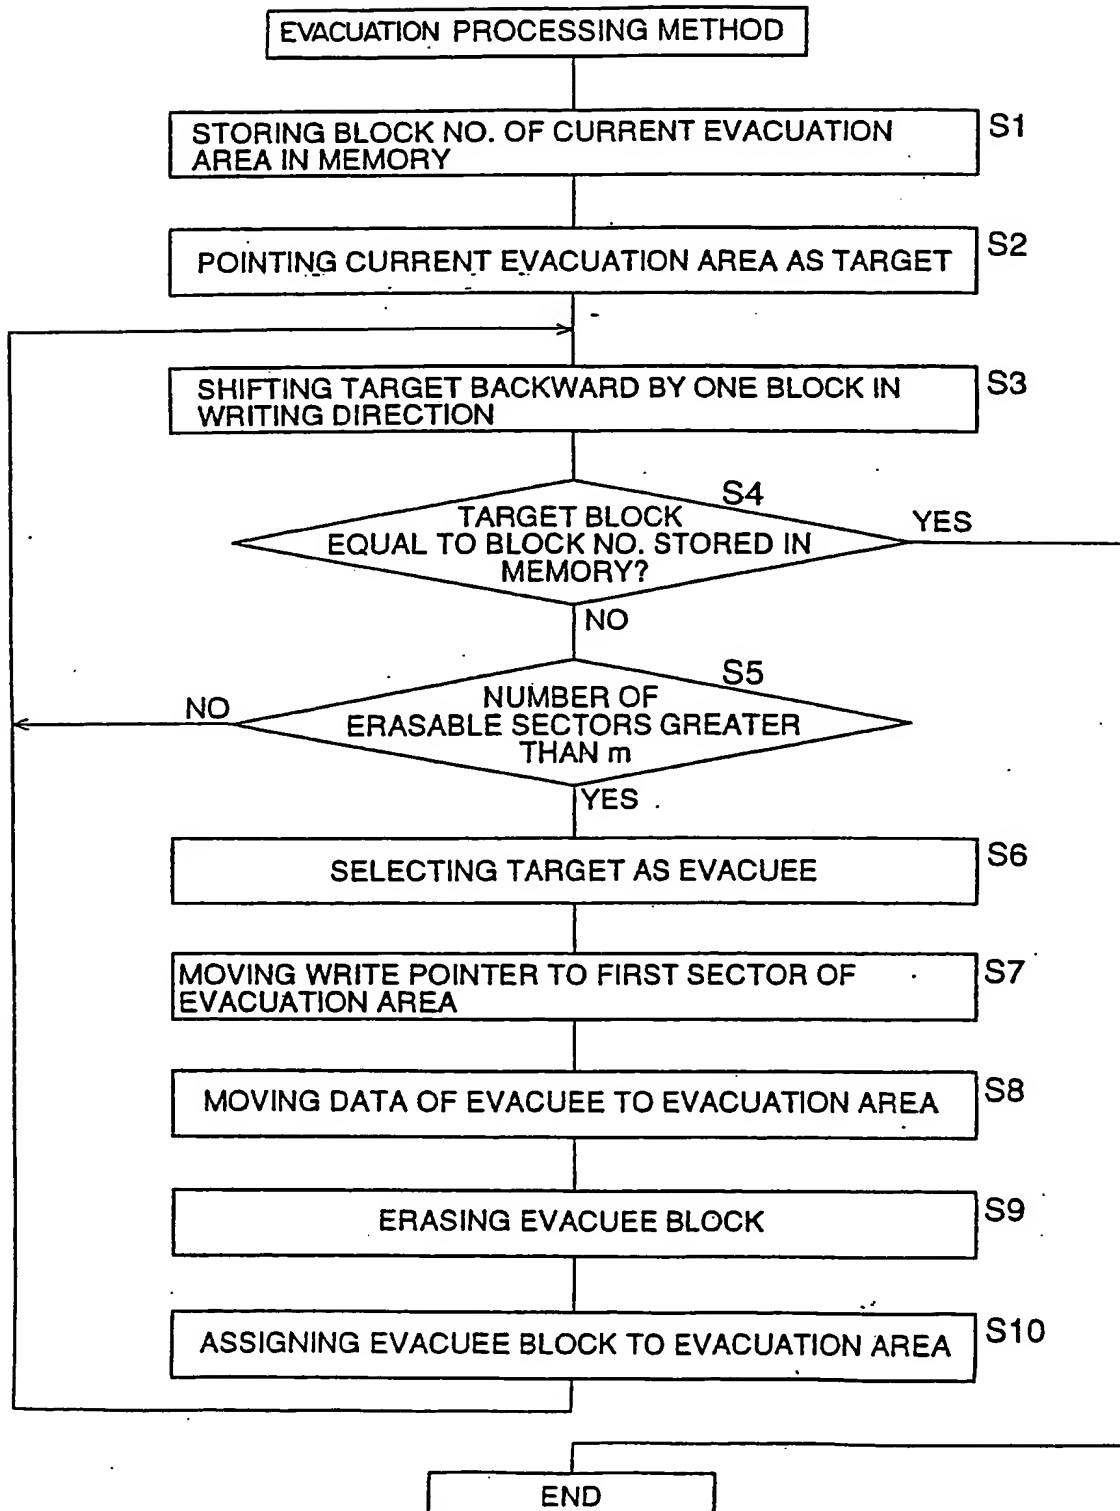 EVACUATION PROCESSING METHOD
STORING BLOCK NO. OF CURRENT EVACUATION
AREA IN MEMORY
S1
POINTING CURRENT EVACUATION AREA AS TARGET
S2
SHIFTING TARGET BACKWARD BY ONE BLOCK IN
WRITING DIRECTION
S3
S4
TARGET BLOCK
EQUAL TO BLOCK NO. STORED IN
MEMORY?
YES
NO
S5
NUMBER OF
ERASABLE SECTORS GREATER
THAN m
NO
YES
SELECTING TARGET AS EVACUEE
S6
MOVING WRITE POINTER TO FIRST SECTOR OF
EVACUATION AREA
S7
MOVING DATA OF EVACUEE TO EVACUATION AREA
S8
ERASING EVACUEE BLOCK
S9
ASSIGNING EVACUEE BLOCK TO EVACUATION AREA
S10
END